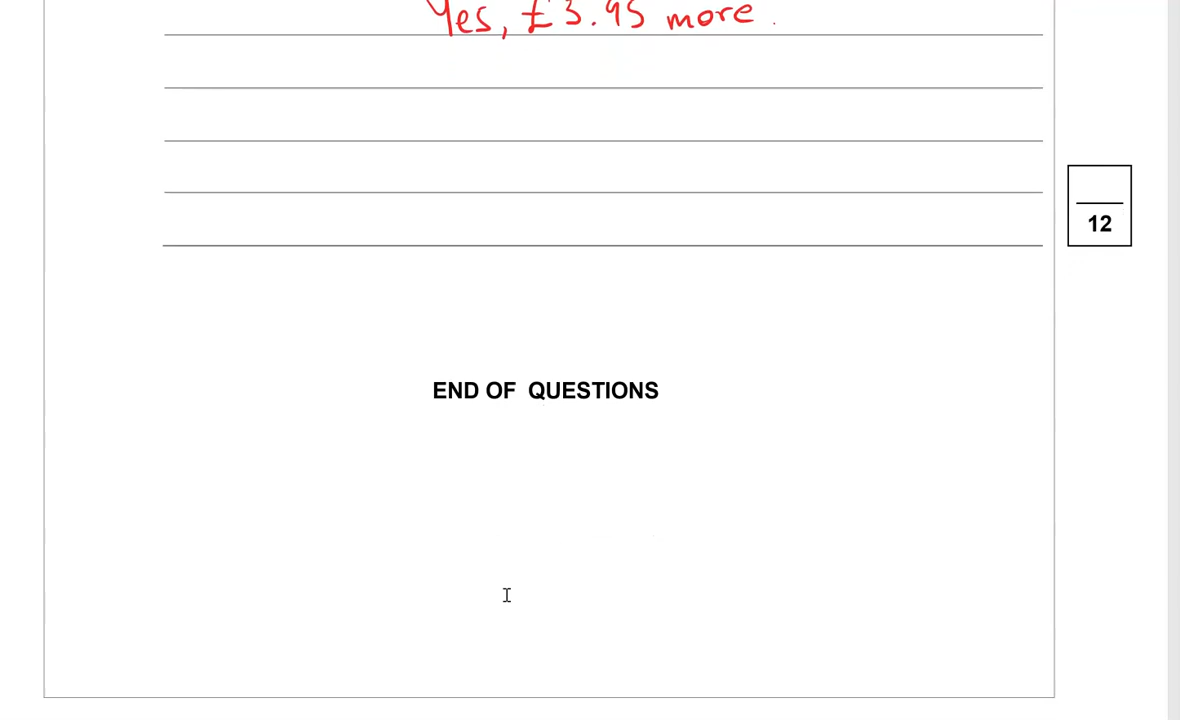 Yes, £3.95 more.
12
END OF QUESTIONS